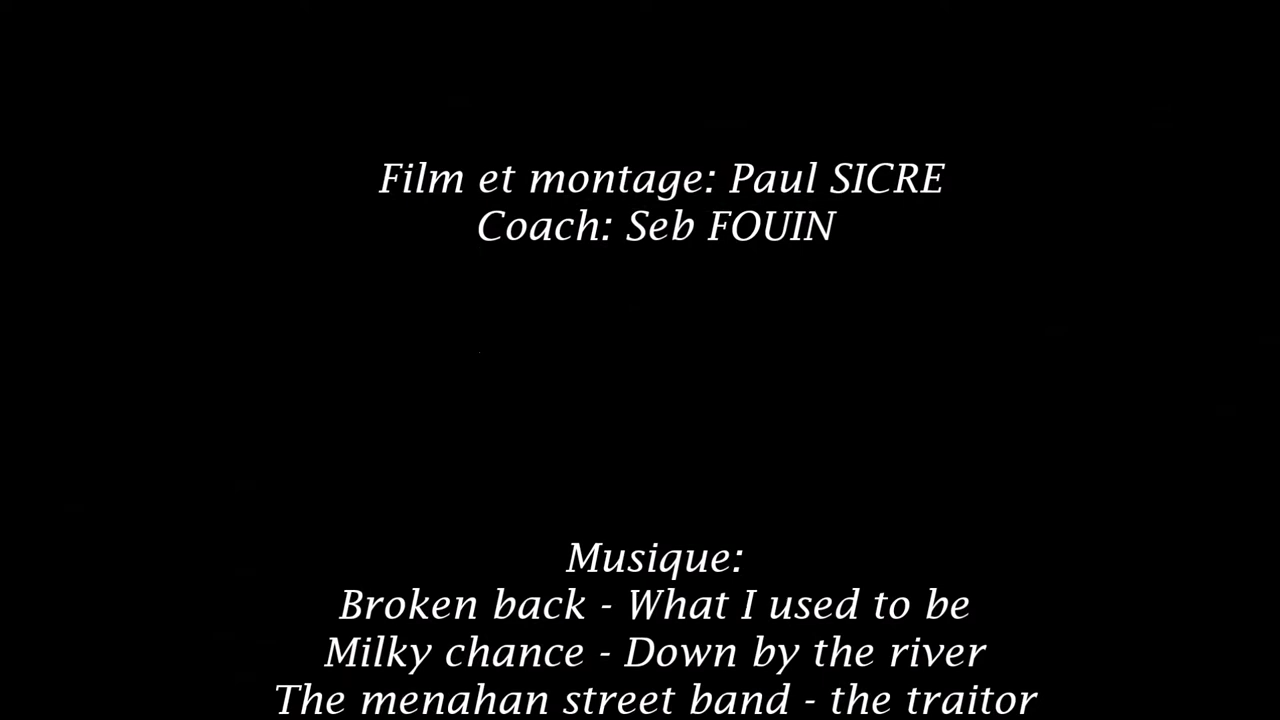 Film et montage: Paul SICRE
Coach: Seb FOUIN
Musique:
Broken back - What I used to be
Milky chance - Down by the river
The menahan street band - the traitor